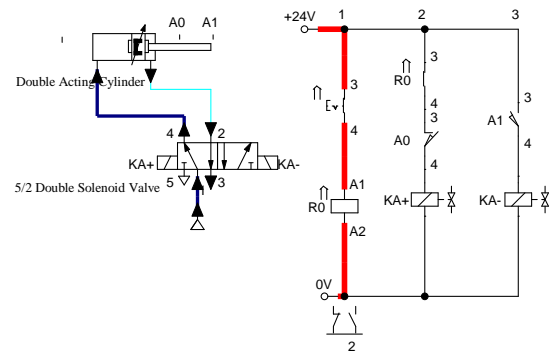 A0 A1
Double Acting Cylinder
4 2
KA+ KA-
5 1 3
5/2 Double Solenoid Valve
1 2 3
+24V
3
4
A1
R0
A2
0V
2
3
R0
4
3
A0
4
KA+
3
A1
4
KA-